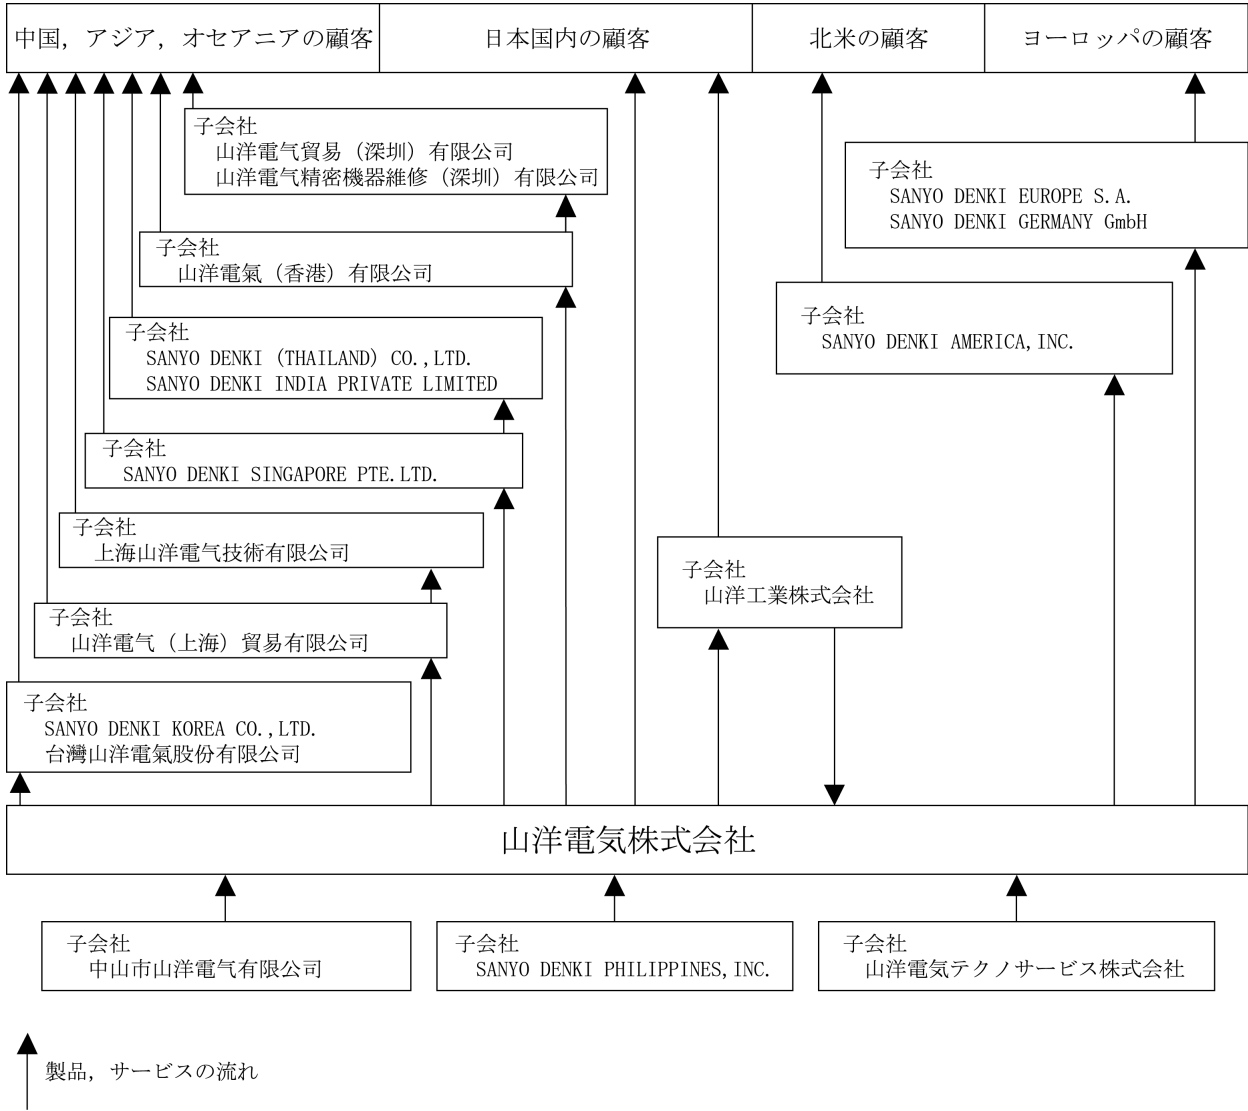 中国，アジア，オセアニアの顧客
日本国内の顧客
北米の顧客
ヨーロッパの顧客
子会社
山洋電气貿易（深圳）有限公司
山洋電气精密機器維修（深圳）有限公司
子会社
SANYO DENKI EUROPE S.A.
SANYO DENKI GERMANY GmbH
子会社
山洋電氣（香港）有限公司
子会社
SANYO DENKI AMERICA,INC.
子会社
SANYO DENKI (THAILAND) CO.,LTD.
SANYO DENKI INDIA PRIVATE LIMITED
子会社
SANYO DENKI SINGAPORE PTE.LTD.
子会社
上海山洋電气技術有限公司
子会社
山洋工業株式会社
子会社
山洋電气（上海）貿易有限公司
子会社
SANYO DENKI KOREA CO.,LTD.
台灣山洋電氣股份有限公司
山洋電気株式会社
子会社
中山市山洋電气有限公司
子会社
SANYO DENKI PHILIPPINES,INC.
子会社
山洋電気テクノサービス株式会社
製品，サービスの流れ